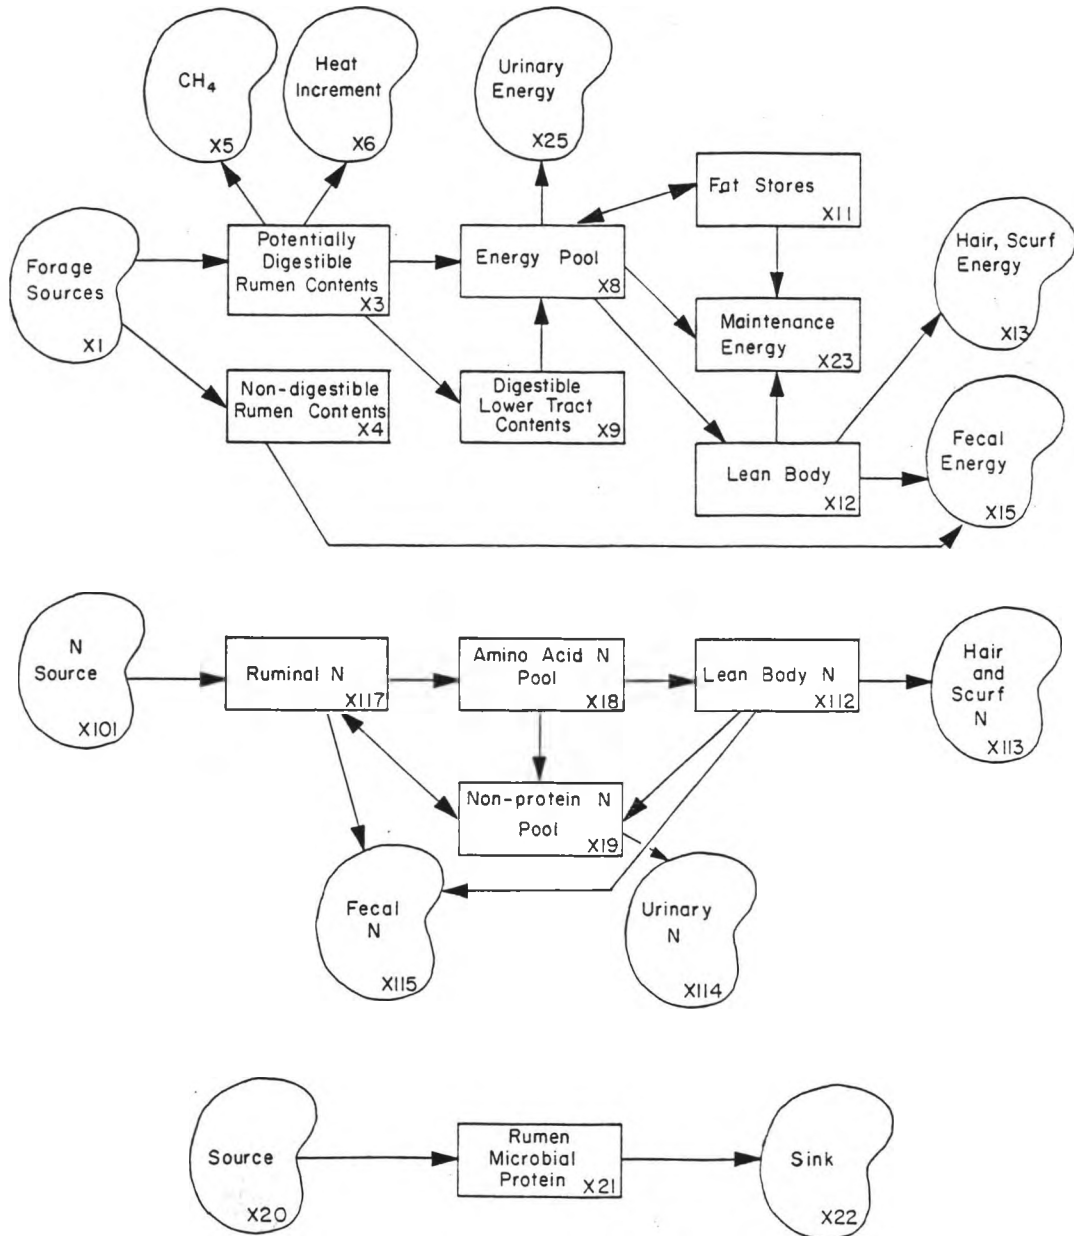 CH₄
X5
Heat
Increment
X6
Urinary
Energy
X25
Fat Stores
X11
Forage
Sources
X1
Potentially
Digestible
Rumen Contents
X3
Energy Pool
X8
Maintenance
Energy
X23
Hair, Scurf
Energy
X13
Non-digestible
Rumen Contents
X4
Digestible
Lower Tract
Contents
X9
Lean Body
X12
Fecal
Energy
X15
N
Source
X101
Ruminal N
X117
Amino Acid N
Pool
X18
Lean Body N
X112
Hair
and
Scurf
N
X113
Non-protein N
Pool
X19
Fecal
N
X115
Urinary
N
X114
Source
X20
Rumen
Microbial
Protein
X21
Sink
X22